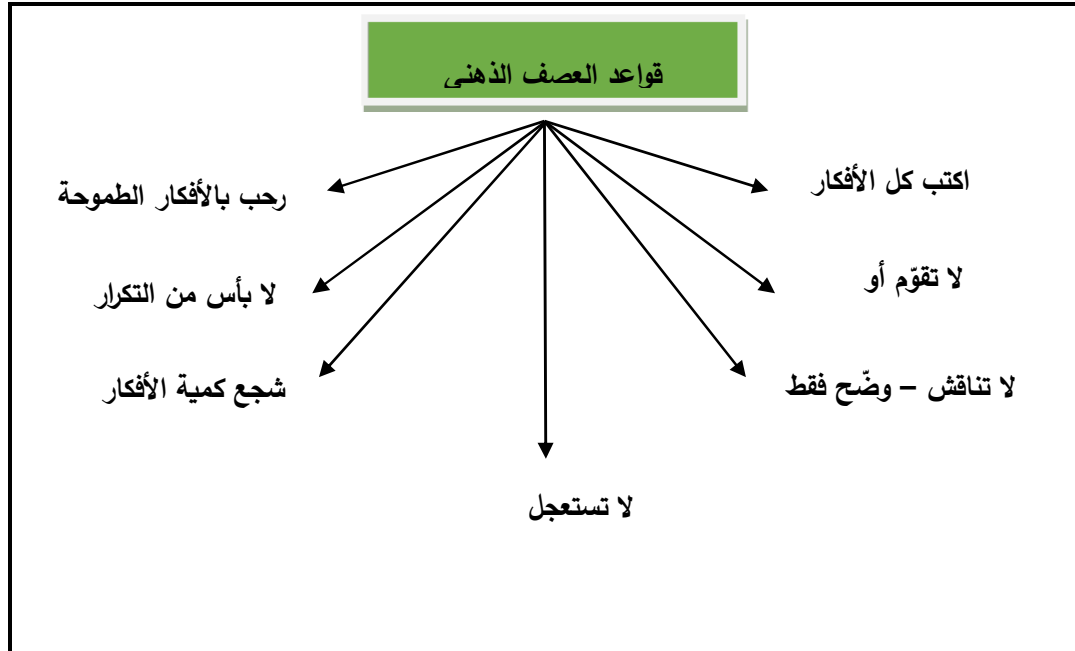 قواعد العصف الذهني
اكتب كل الأفكار
رحب بالأفكار الطموحة
لا تقوّم أو
لا بأس من التكرار
لا تناقش – وضّح فقط
شجع كمية الأفكار
لا تستعجل